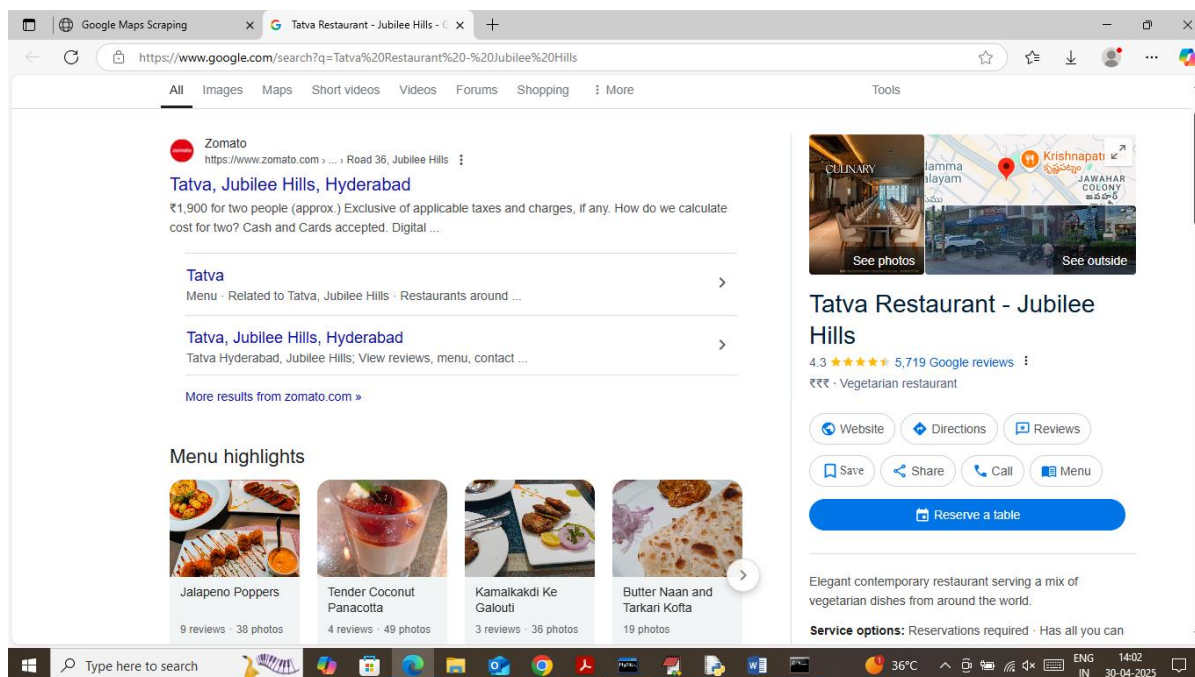 Google Maps Scraping
Tatva Restaurant - Jubilee Hills - G
https://www.google.com/search?q=Tatva%20Restaurant%20-%20Jubilee%20Hills
All Images Maps Short videos Videos Forums Shopping More Tools
Zomato
https://www.zomato.com › ... › Road 36, Jubilee Hills
Tatva, Jubilee Hills, Hyderabad
₹1,900 for two people (approx.) Exclusive of applicable taxes and charges, if any. How do we calculate
cost for two? Cash and Cards accepted. Digital ...
Tatva
Menu · Related to Tatva, Jubilee Hills · Restaurants around ...
Tatva, Jubilee Hills, Hyderabad
Tatva Hyderabad, Jubilee Hills; View reviews, menu, contact ...
More results from zomato.com »
Menu highlights
Jalapeno Poppers
9 reviews · 38 photos
Tender Coconut
Panacotta
4 reviews · 49 photos
Kamalkakdi Ke
Galouti
3 reviews · 36 photos
Butter Naan and
Tarkari Kofta
19 photos
CULINARY
See photos
JAWAHAR
COLONY
See outside
Tatva Restaurant - Jubilee
Hills
4.3 5,719 Google reviews
₹₹₹ · Vegetarian restaurant
Website Directions Reviews
Save Share Call Menu
Reserve a table
Elegant contemporary restaurant serving a mix of
vegetarian dishes from around the world.
Service options: Reservations required · Has all you can
Type here to search
36°C
ENG
IN
14:02
30-04-2025